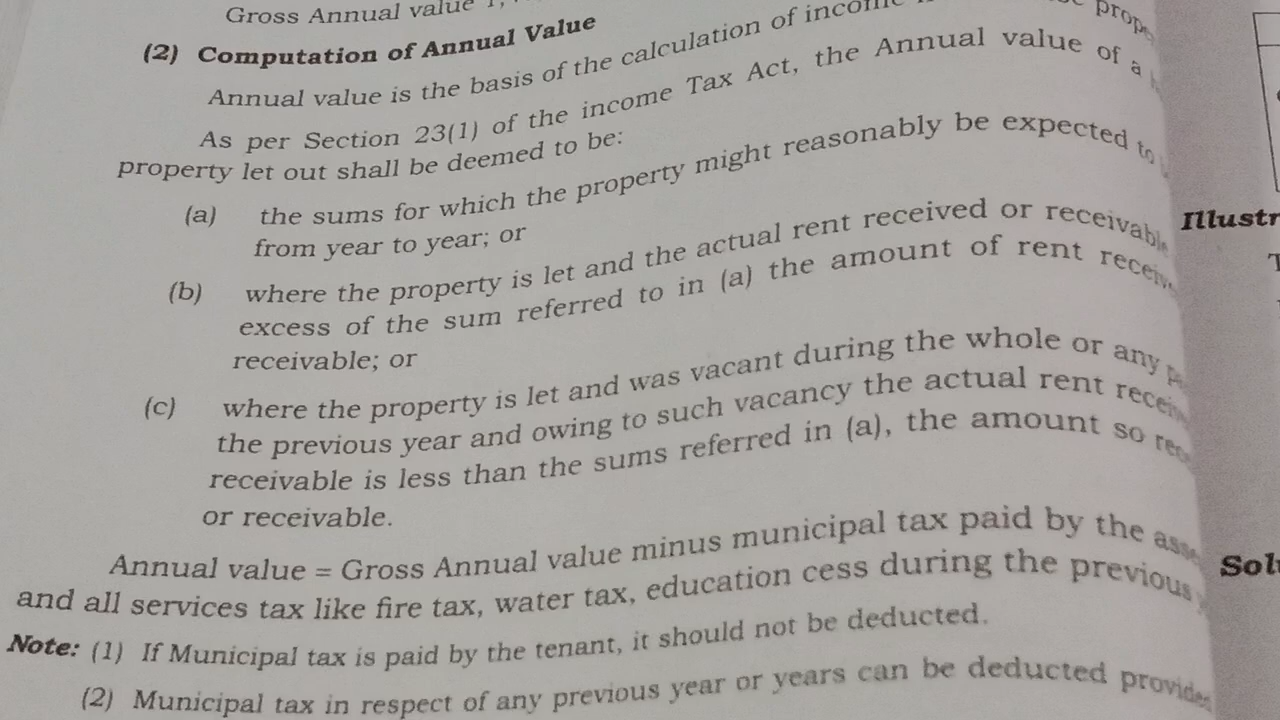 Gross Annual value
(2) Computation of Annual Value
Annual value is the basis of the calculation of income
As per Section 23(1) of the income Tax Act, the Annual value of a
property let out shall be deemed to be:
(a) the sums for which the property might reasonably be expected to
from year to year; or
(b) where the property is let and the actual rent received or receivable
excess of the sum referred to in (a) the amount of rent
receivable; or
(c) where the property is let and was vacant during the whole or any
the previous year and owing to such vacancy the actual rent
receivable is less than the sums referred in (a), the amount so
or receivable.
Annual value = Gross Annual value minus municipal tax paid by the
and all services tax like fire tax, water tax, education cess during the previous
Note: (1) If Municipal tax is paid by the tenant, it should not be deducted.
(2) Municipal tax in respect of any previous year or years can be deducted